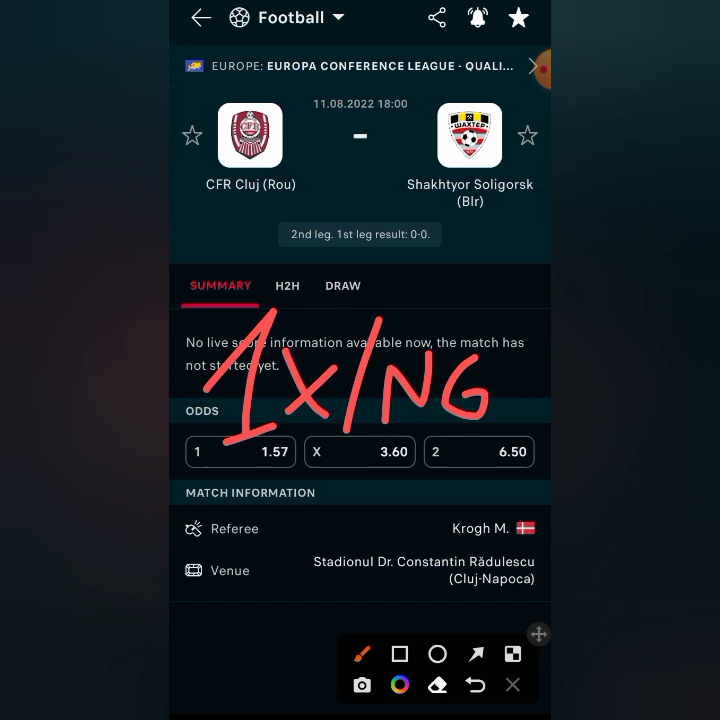 Football
EUROPE: EUROPA CONFERENCE LEAGUE - QUALI...
11.08.2022 18:00
ШАХТЕР
CFR Cluj (Rou)
Shakhtyor Soligorsk
(Blr)
2nd leg. 1st leg result: 0-0.
SUMMARY H2H DRAW
No live score information available now, the match has
not started yet.
1X/NG
ODDS
1 1.57 X 3.60 2 6.50
MATCH INFORMATION
Referee Krogh M.
Venue Stadionul Dr. Constantin Rădulescu
(Cluj-Napoca)